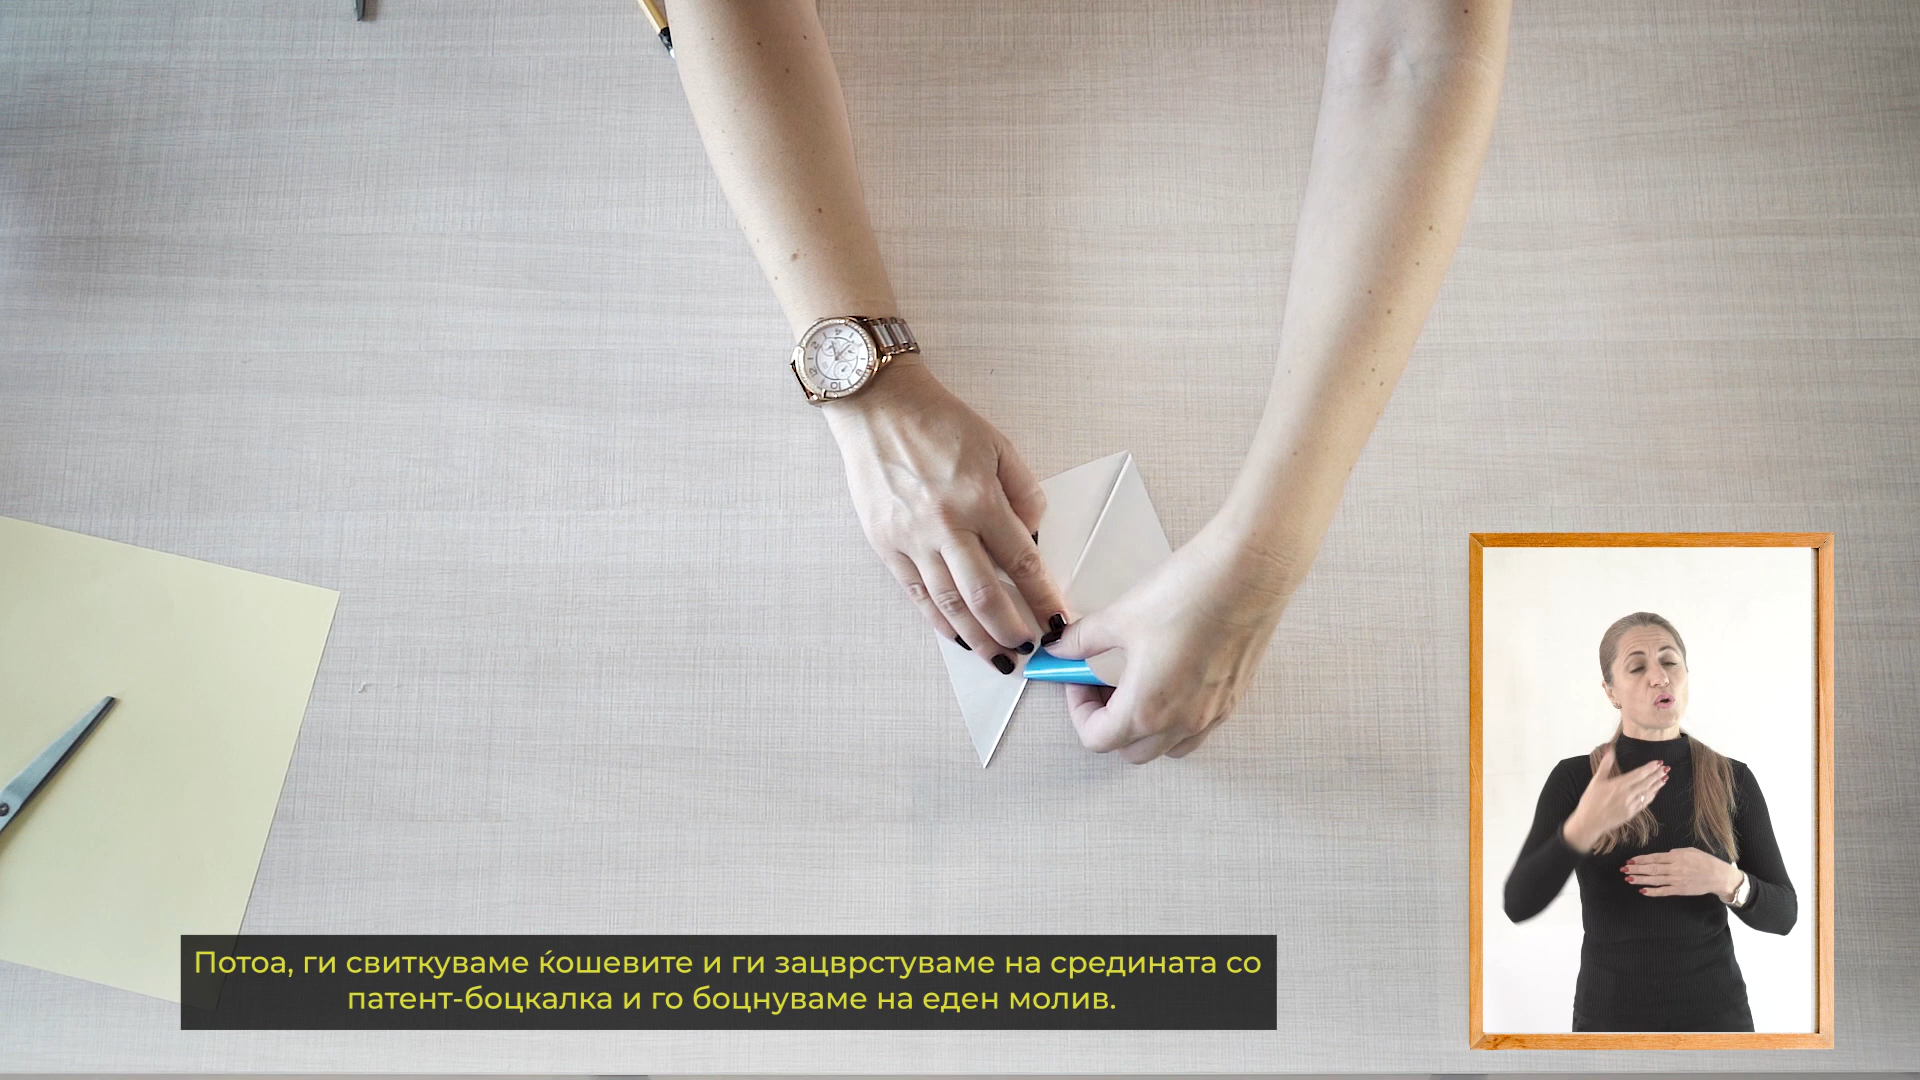 Потоа, ги свиткуваме ќошевите и ги зацврстуваме на средината со
патент-боцкалка и го боцнуваме на еден молив.